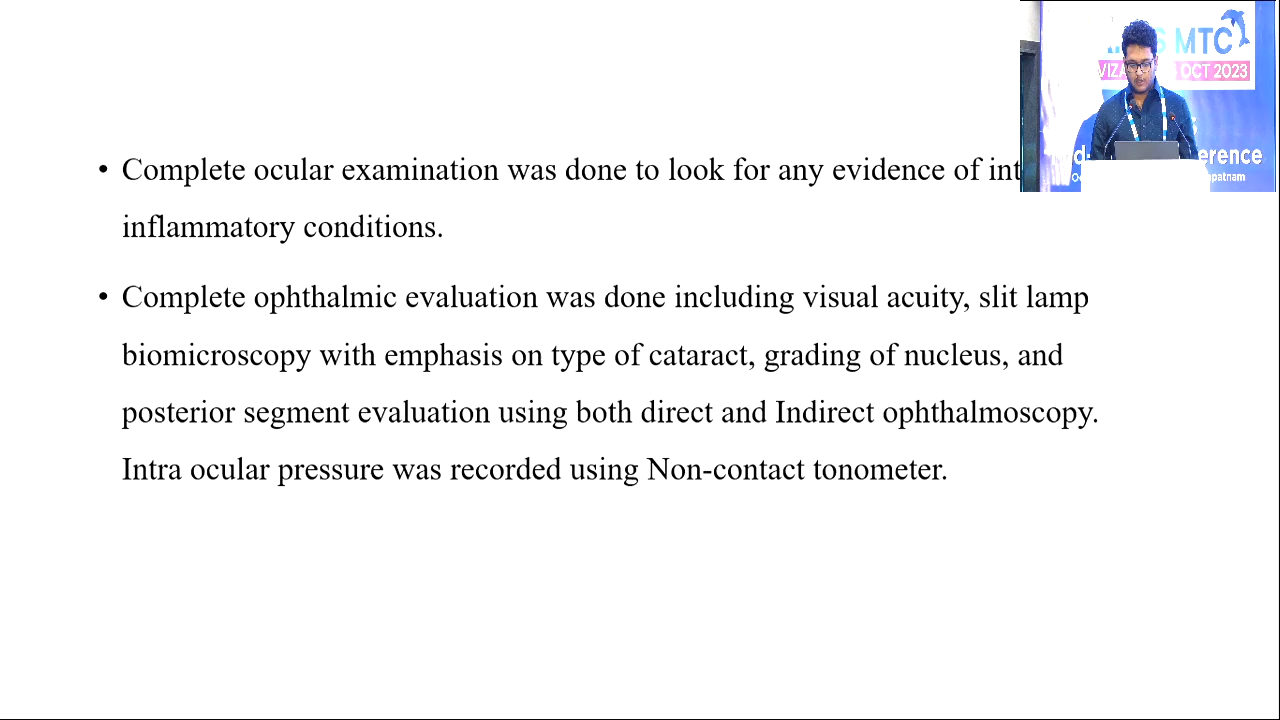 • Complete ocular examination was done to look for any evidence of
inflammatory conditions.
• Complete ophthalmic evaluation was done including visual acuity, slit lamp
biomicroscopy with emphasis on type of cataract, grading of nucleus, and
posterior segment evaluation using both direct and Indirect ophthalmoscopy.
Intra ocular pressure was recorded using Non-contact tonometer.
MTC
OCT 2023